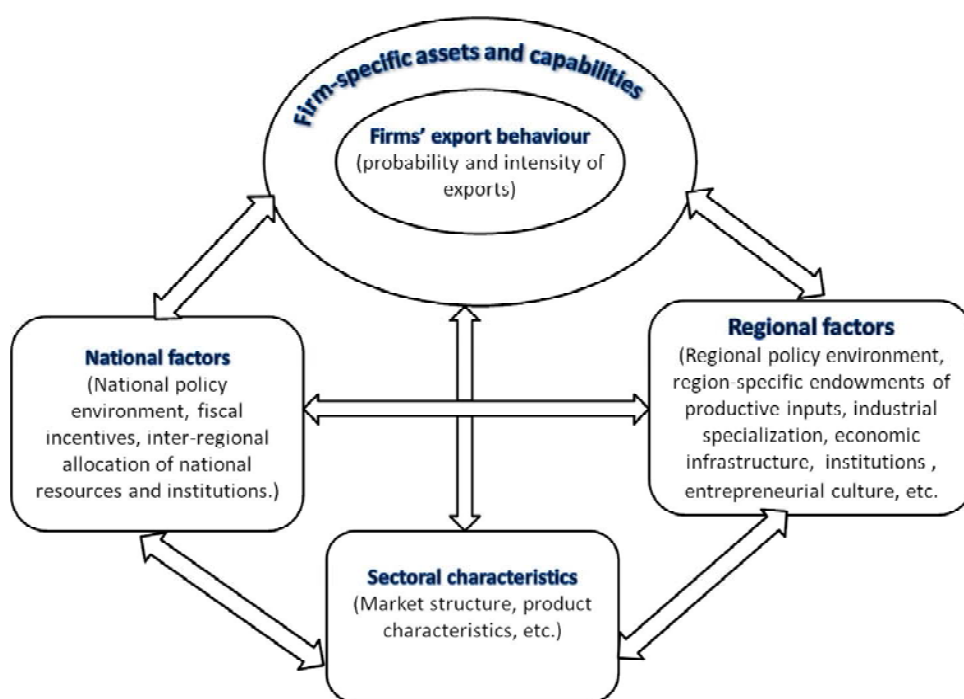 Firm-specific assets and capabilities
Firms' export behaviour
(probability and intensity of
exports)
National factors
(National policy
environment, fiscal
incentives, inter-regional
allocation of national
resources and institutions.)
Regional factors
(Regional policy environment,
region-specific endowments of
productive inputs, industrial
specialization, economic
infrastructure, institutions ,
entrepreneurial culture, etc.
Sectoral characteristics
(Market structure, product
characteristics, etc.)